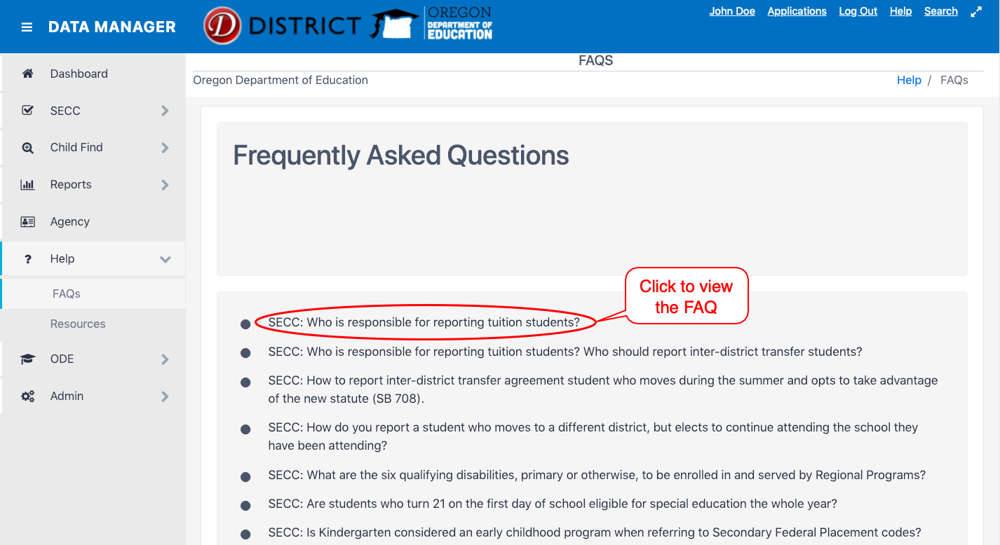 DATA MANAGER
DISTRICT
OREGON
DEPARTMENT OF
EDUCATION
John Doe Applications Log Out Help Search
Dashboard
SECC
Child Find
Reports
Agency
? Help
FAQs
Resources
ODE
Admin
FAQS
Oregon Department of Education
Help / FAQs
Frequently Asked Questions
Click to view
the FAQ
SECC: Who is responsible for reporting tuition students?
SECC: Who is responsible for reporting tuition students? Who should report inter-district transfer students?
SECC: How to report inter-district transfer agreement student who moves during the summer and opts to take advantage
of the new statute (SB 708).
SECC: How do you report a student who moves to a different district, but elects to continue attending the school they
have been attending?
SECC: What are the six qualifying disabilities, primary or otherwise, to be enrolled in and served by Regional Programs?
SECC: Are students who turn 21 on the first day of school eligible for special education the whole year?
SECC: Is Kindergarten considered an early childhood program when referring to Secondary Federal Placement codes?